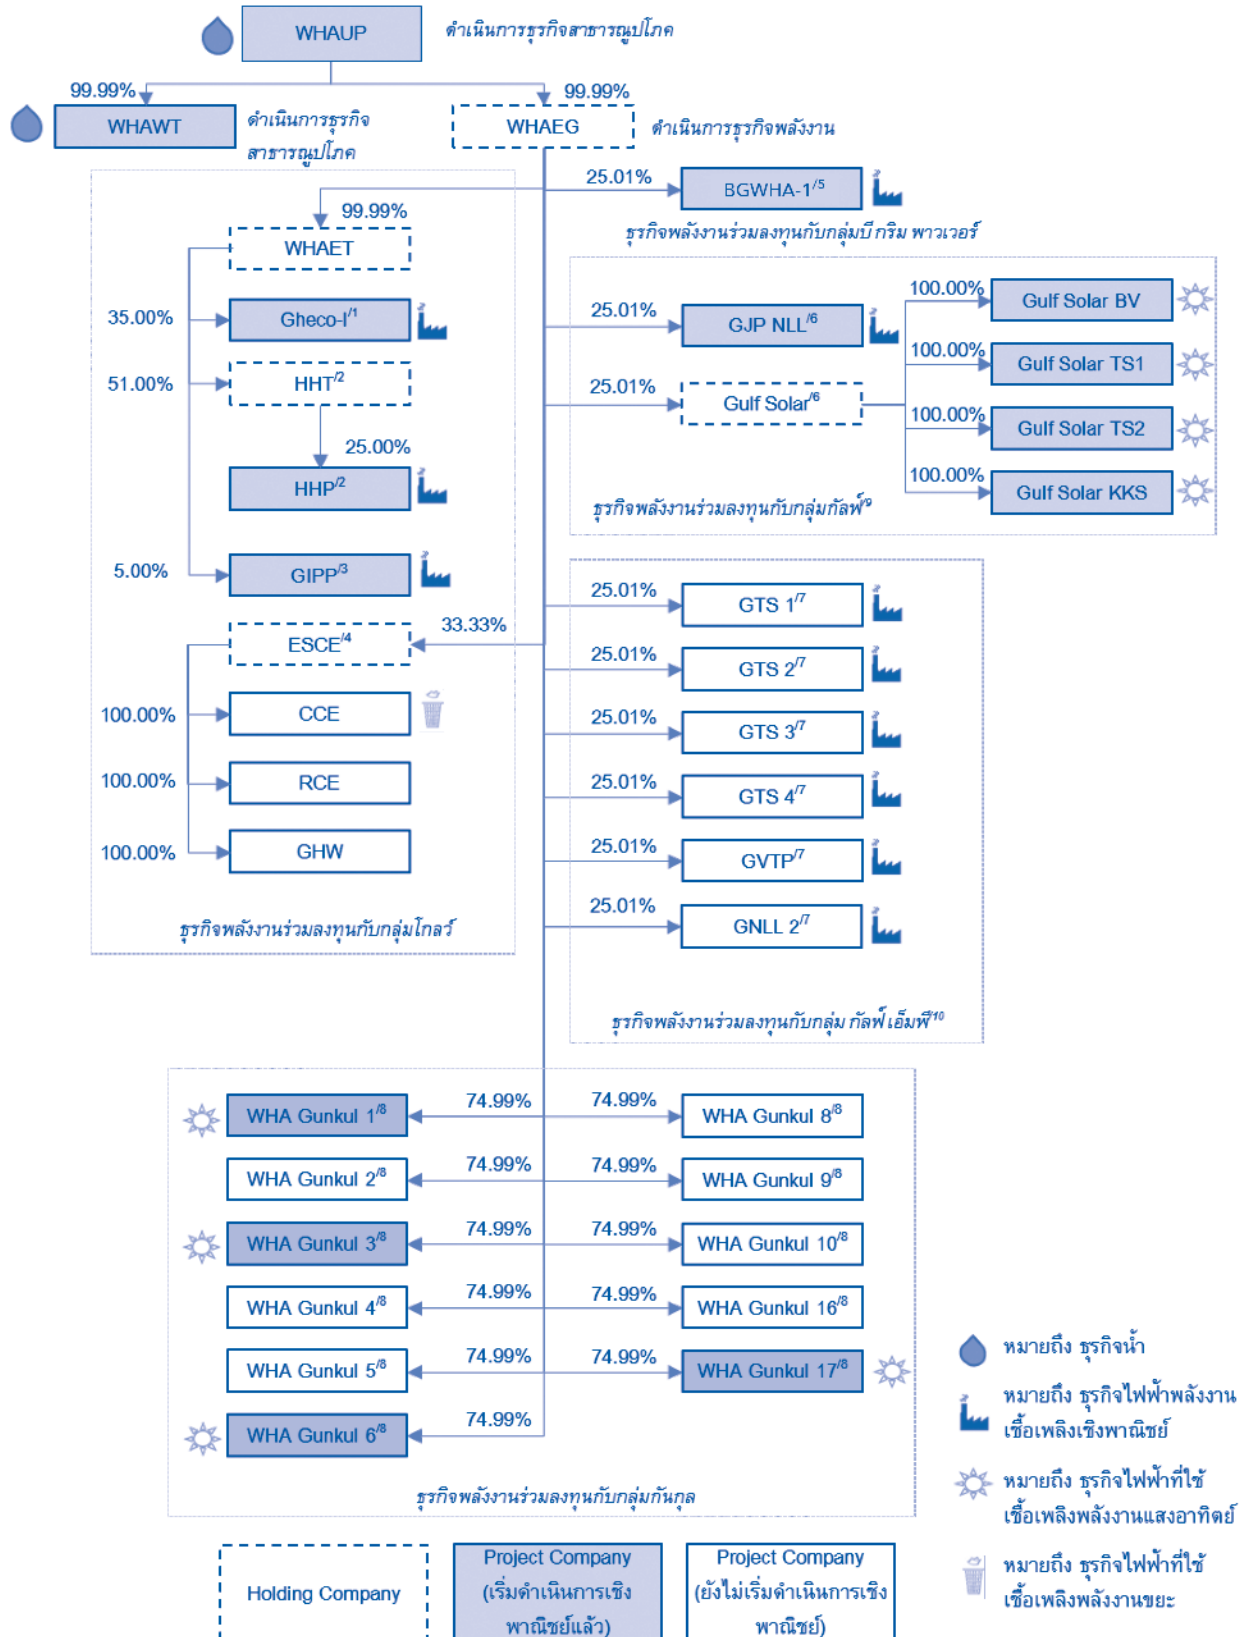 WHAUP
ดำเนินการธุรกิจสาธารณูปโภค
99.99%
99.99%
WHAWT
ดำเนินการธุรกิจ
สาธารณูปโภค
WHAEG
ดำเนินการธุรกิจพลังงาน
25.01%
BGWHA-1/5
ธุรกิจพลังงานร่วมลงทุนกับกลุ่มบี กริม พาวเวอร์
99.99%
WHAET
35.00%
Gheco-I/1
51.00%
HHT/2
25.00%
HHP/2
5.00%
GIPP/3
33.33%
ESCE/4
100.00%
CCE
100.00%
RCE
100.00%
GHW
ธุรกิจพลังงานร่วมลงทุนกับกลุ่มโกลว์
25.01%
GJP NLL/6
25.01%
Gulf Solar/6
100.00%
Gulf Solar BV
100.00%
Gulf Solar TS1
100.00%
Gulf Solar TS2
100.00%
Gulf Solar KKS
ธุรกิจพลังงานร่วมลงทุนกับกลุ่มกัลฟ์/9
25.01%
GTS 1/7
25.01%
GTS 2/7
25.01%
GTS 3/7
25.01%
GTS 4/7
25.01%
GVTP/7
25.01%
GNLL 2/7
ธุรกิจพลังงานร่วมลงทุนกับกลุ่ม กัลฟ์ เอ็มพี/10
WHA Gunkul 1/8
74.99%
74.99%
WHA Gunkul 8/8
WHA Gunkul 2/8
74.99%
74.99%
WHA Gunkul 9/8
WHA Gunkul 3/8
74.99%
74.99%
WHA Gunkul 10/8
WHA Gunkul 4/8
74.99%
74.99%
WHA Gunkul 16/8
WHA Gunkul 5/8
74.99%
74.99%
WHA Gunkul 17/8
WHA Gunkul 6/8
74.99%
ธุรกิจพลังงานร่วมลงทุนกับกลุ่มกันกุล
หมายถึง ธุรกิจน้ำ
หมายถึง ธุรกิจไฟฟ้าพลังงาน
เชื้อเพลิงเชิงพาณิชย์
หมายถึง ธุรกิจไฟฟ้าที่ใช้
เชื้อเพลิงพลังงานแสงอาทิตย์
หมายถึง ธุรกิจไฟฟ้าที่ใช้
เชื้อเพลิงพลังงานขยะ
Holding Company
Project Company
(เริ่มดำเนินการเชิง
พาณิชย์แล้ว)
Project Company
(ยังไม่เริ่มดำเนินการเชิง
พาณิชย์)